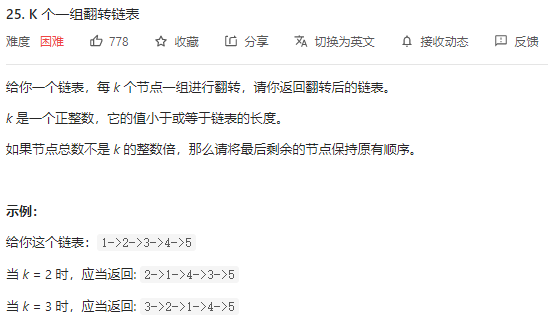 25. K 个一组翻转链表
难度 困难 778 收藏 分享 切换为英文 接收动态 反馈
给你一个链表，每 k 个节点一组进行翻转，请你返回翻转后的链表。
k 是一个正整数，它的值小于或等于链表的长度。
如果节点总数不是 k 的整数倍，那么请将最后剩余的节点保持原有顺序。
示例：
给你这个链表：1->2->3->4->5
当 k = 2 时，应当返回: 2->1->4->3->5
当 k = 3 时，应当返回: 3->2->1->4->5